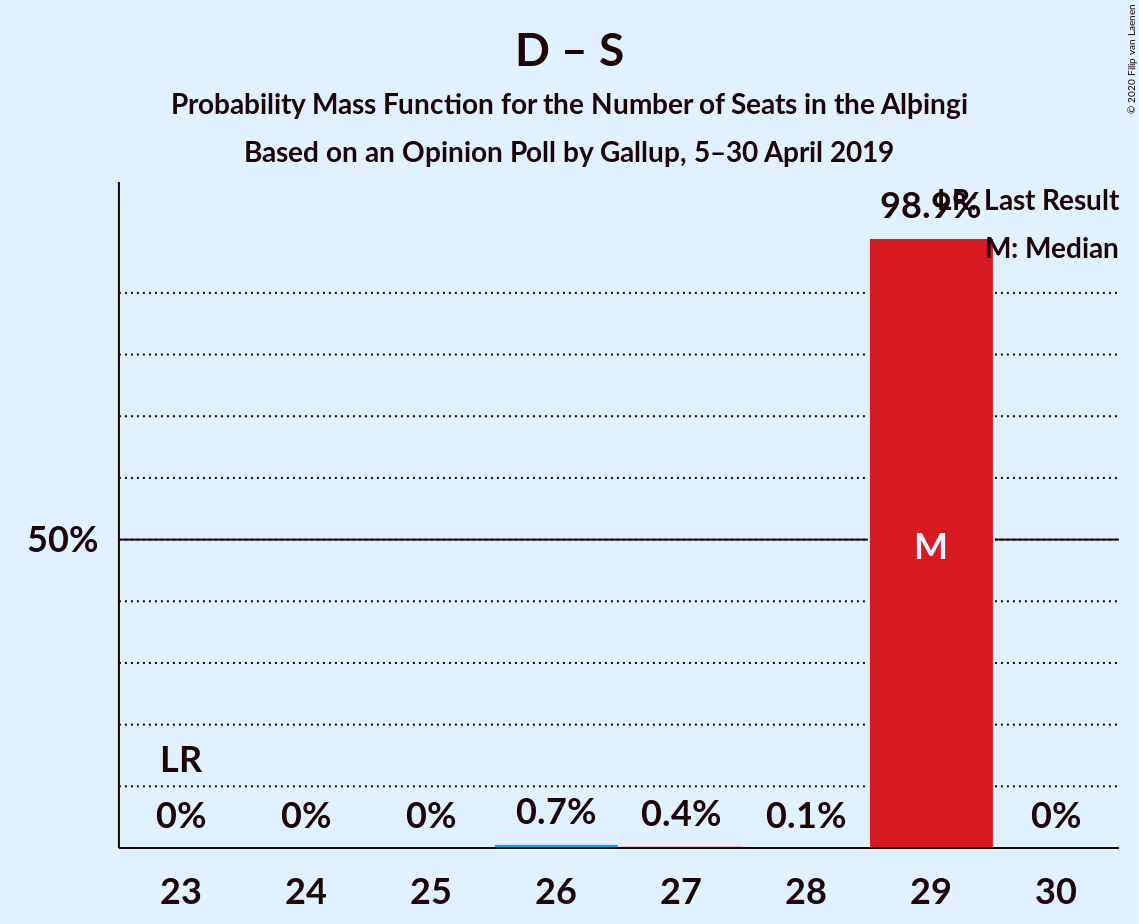 D – S
Probability Mass Function for the Number of Seats in the Alþingi
Based on an Opinion Poll by Gallup, 5–30 April 2019
© 2020 Filip van Laenen
98.9%
LR: Last Result
M: Median
50%
M
LR
0% 0% 0% 0.7% 0.4% 0.1% 0%
23 24 25 26 27 28 29 30